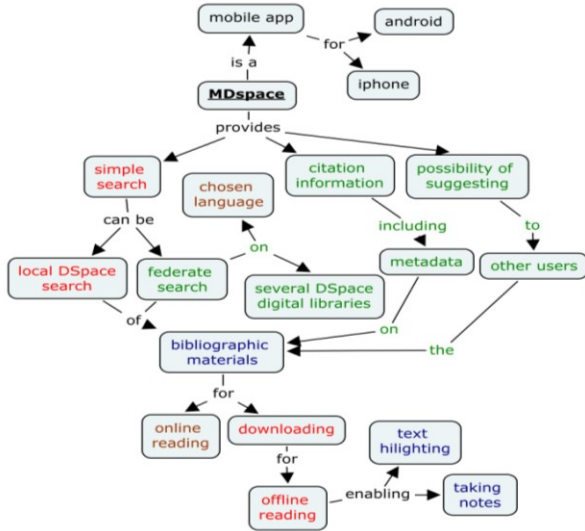 mobile app
android
for
iphone
is a
MDspace
provides
simple
search
citation
information
possibility of
suggesting
chosen
language
can be
including
to
on
local DSpace
search
federate
search
several DSpace
digital libraries
metadata
other users
of
on
the
bibliographic
materials
for
online
reading
downloading
text
hilighting
for
offline
reading
enabling
taking
notes